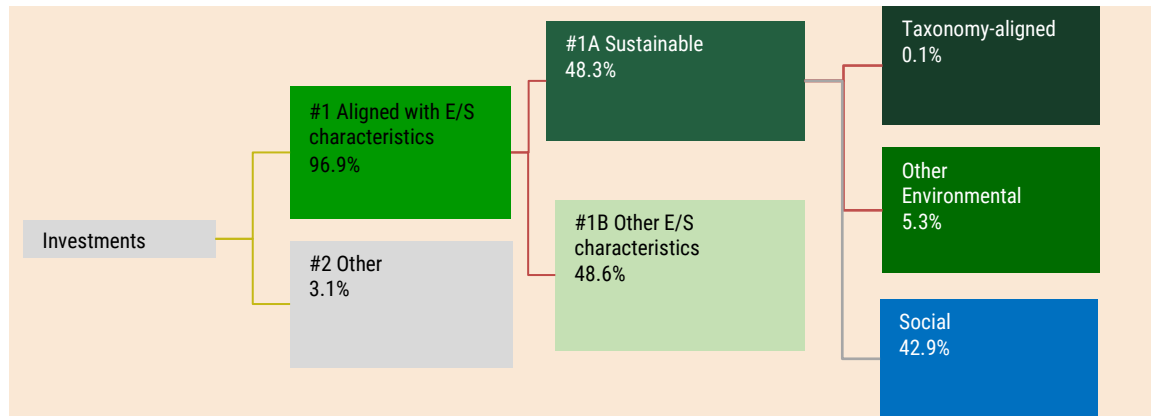 Investments
#1 Aligned with E/S
characteristics
96.9%
#2 Other
3.1%
#1A Sustainable
48.3%
#1B Other E/S
characteristics
48.6%
Taxonomy-aligned
0.1%
Other
Environmental
5.3%
Social
42.9%